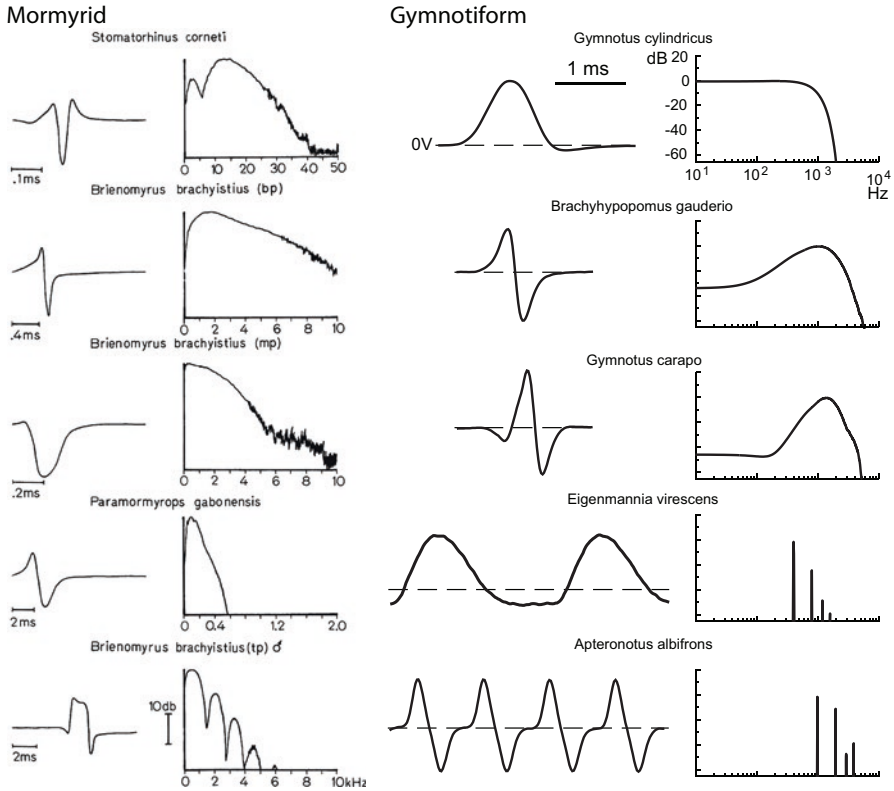 Mormyrid
Stomatorhinus corneti
.1ms
0 10 20 30 40 50
Brienomyrus brachyistius (bp)
.4ms
0 2 4 6 8 10
Brienomyrus brachyistius (mp)
.2ms
0 2 4 6 8 10
Paramormyrops gabonensis
2ms
0 0.4 1.2 2.0
Brienomyrus brachyistius (tp) ♂
10db
2ms
0 2 4 6 8 10kHz
Gymnotiform
Gymnotus cylindricus
1 ms
dB 20
0
-20
-40
-60
0V
10¹ 10² 10³ 10⁴
Hz
Brachyhypopomus gauderio
Gymnotus carapo
Eigenmannia virescens
Apteronotus albifrons